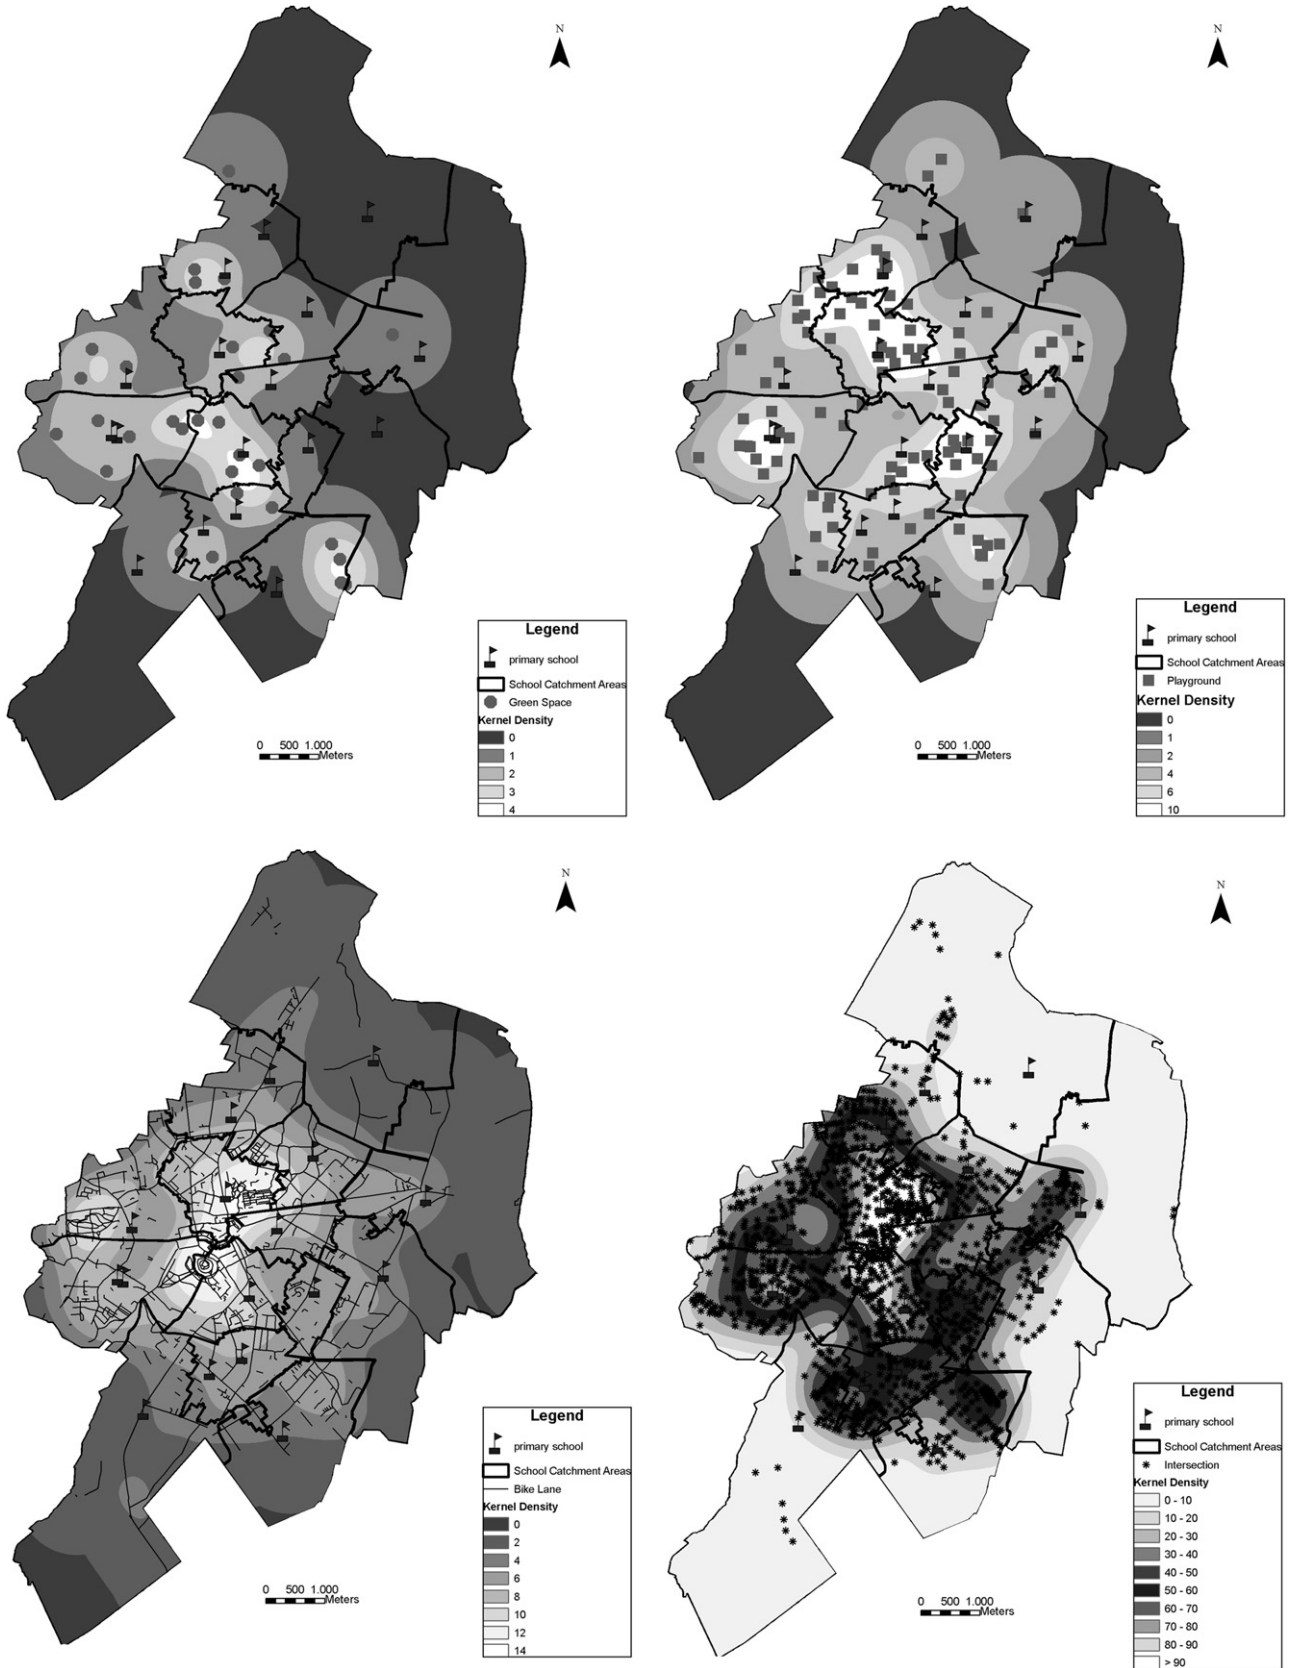 N
Legend
primary school
School Catchment Areas
Green Space
Kernel Density
0
1
2
3
4
0 500 1.000
Meters
N
Legend
primary school
School Catchment Areas
Playground
Kernel Density
0
1
2
4
6
10
0 500 1.000
Meters
N
Legend
primary school
School Catchment Areas
Bike Lane
Kernel Density
0
2
4
6
8
10
12
14
0 500 1.000
Meters
N
Legend
primary school
School Catchment Areas
Intersection
Kernel Density
0 - 10
10 - 20
20 - 30
30 - 40
40 - 50
50 - 60
60 - 70
70 - 80
80 - 90
> 90
0 500 1.000
Meters